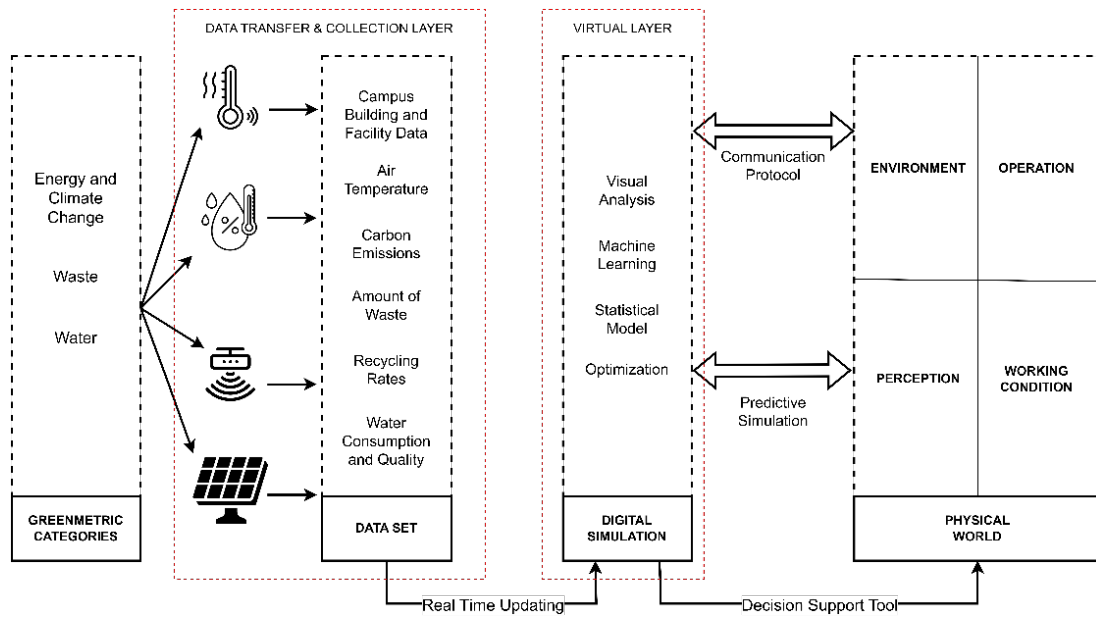 DATA TRANSFER & COLLECTION LAYER
VIRTUAL LAYER
Energy and
Climate
Change
Waste
Water
GREENMETRIC
CATEGORIES
%
Campus
Building and
Facility Data
Air
Temperature
Carbon
Emissions
Amount of
Waste
Recycling
Rates
Water
Consumption
and Quality
DATA SET
Visual
Analysis
Machine
Learning
Statistical
Model
Optimization
DIGITAL
SIMULATION
Communication
Protocol
Predictive
Simulation
ENVIRONMENT
OPERATION
PERCEPTION
WORKING
CONDITION
PHYSICAL
WORLD
Real Time Updating
Decision Support Tool